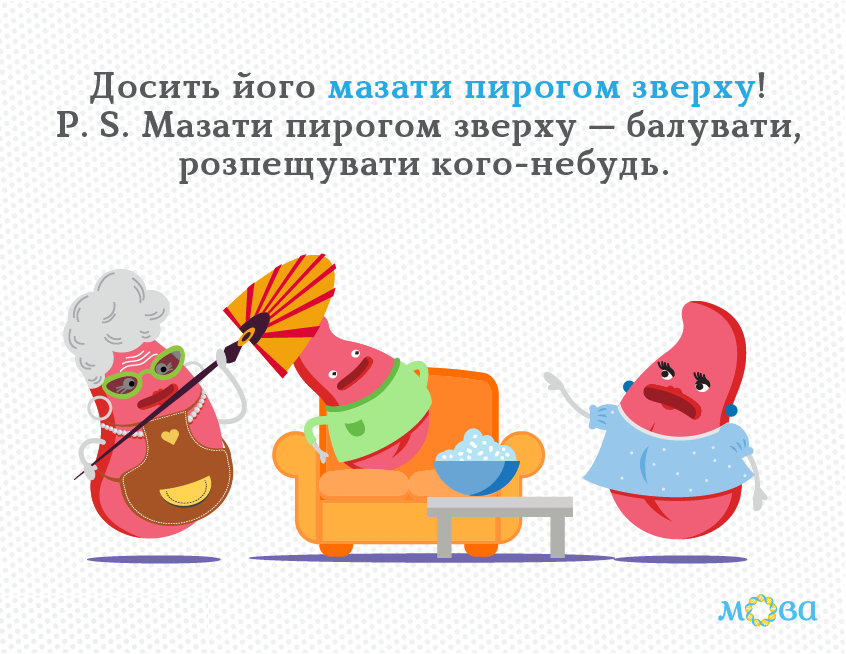 Досить його мазати пирогом зверху!
P. S. Мазати пирогом зверху — балувати,
розпещувати кого-небудь.
мова